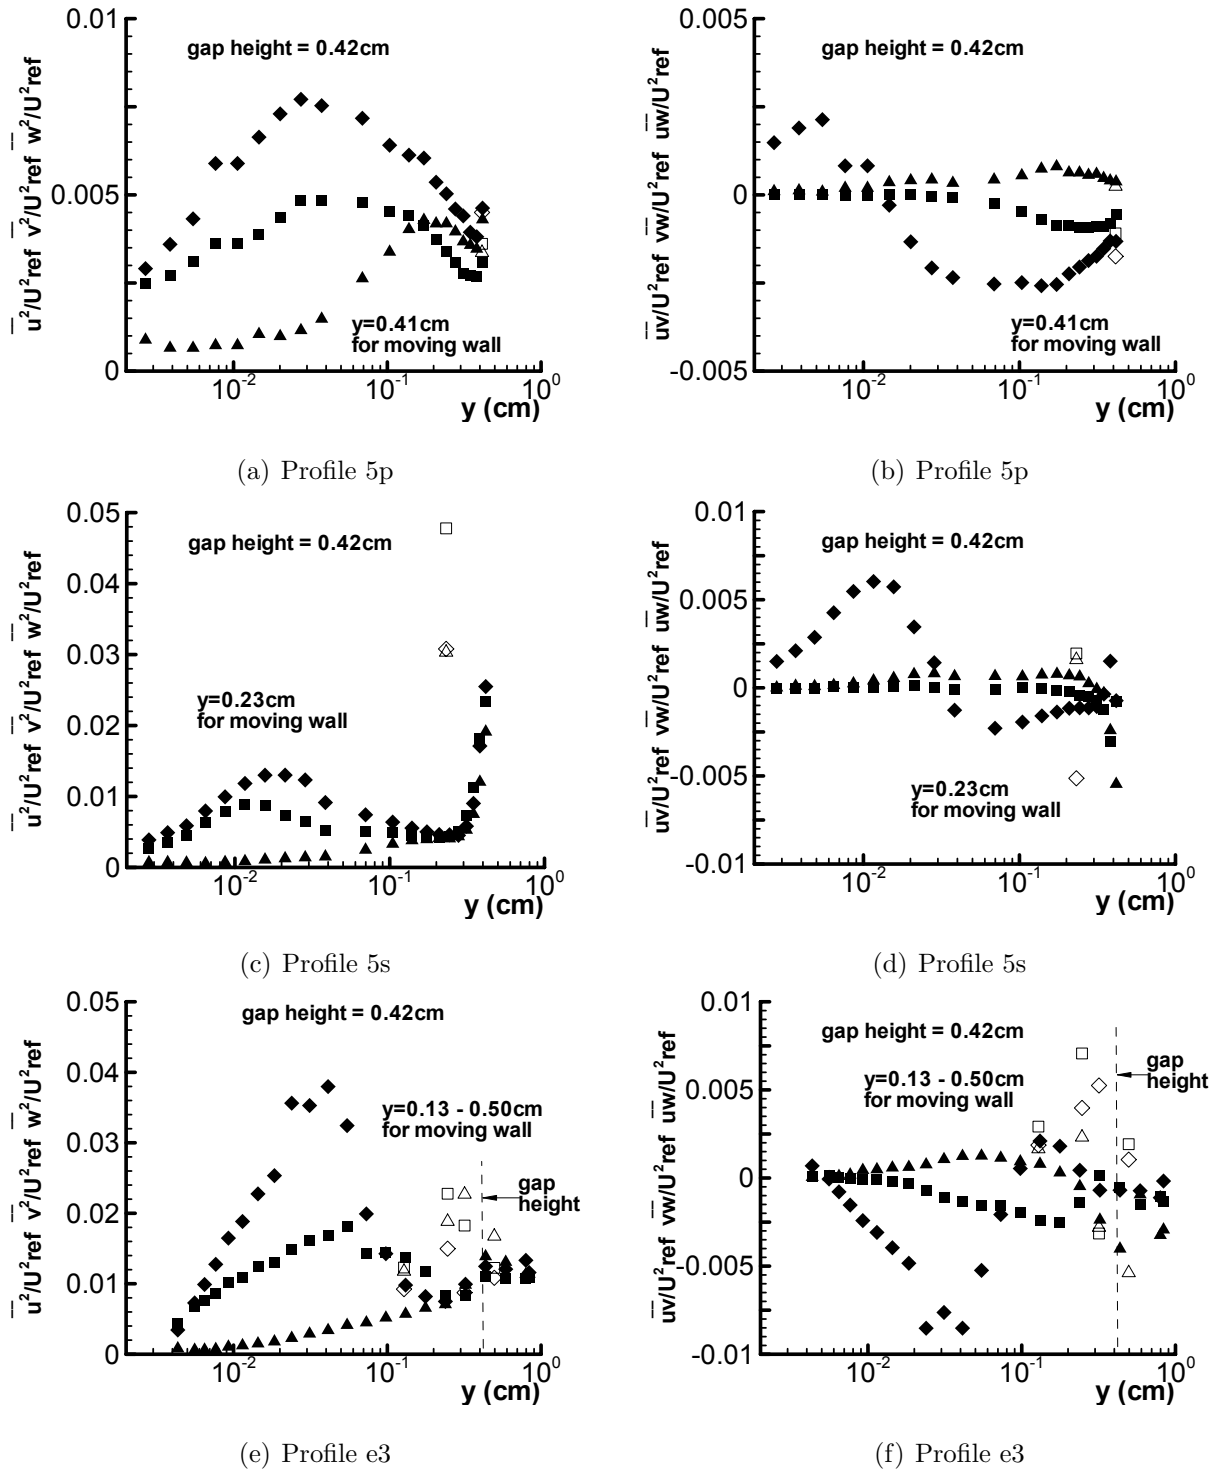 0.01
gap height = 0.42cm
0.005
0
u²/U²ref v²/U²ref w²/U²ref
y=0.41cm
for moving wall
10⁻² 10⁻¹ 10⁰
y (cm)
(a) Profile 5p
0.005
gap height = 0.42cm
0
-0.005
uv/U²ref vw/U²ref uw/U²ref
y=0.41cm
for moving wall
10⁻² 10⁻¹ 10⁰
y (cm)
(b) Profile 5p
0.05
gap height = 0.42cm
0.04
0.03
0.02
0.01
0
u²/U²ref v²/U²ref w²/U²ref
y=0.23cm
for moving wall
10⁻² 10⁻¹ 10⁰
y (cm)
(c) Profile 5s
0.01
gap height = 0.42cm
0.005
0
-0.005
-0.01
uv/U²ref vw/U²ref uw/U²ref
y=0.23cm
for moving wall
10⁻² 10⁻¹ 10⁰
y (cm)
(d) Profile 5s
0.05
gap height = 0.42cm
0.04
0.03
0.02
0.01
0
u²/U²ref v²/U²ref w²/U²ref
y=0.13 - 0.50cm
for moving wall
gap
height
10⁻² 10⁻¹ 10⁰
y (cm)
(e) Profile e3
0.01
gap height = 0.42cm
0.005
0
-0.005
-0.01
uv/U²ref vw/U²ref uw/U²ref
y=0.13 - 0.50cm
for moving wall
gap
height
10⁻² 10⁻¹ 10⁰
y (cm)
(f) Profile e3